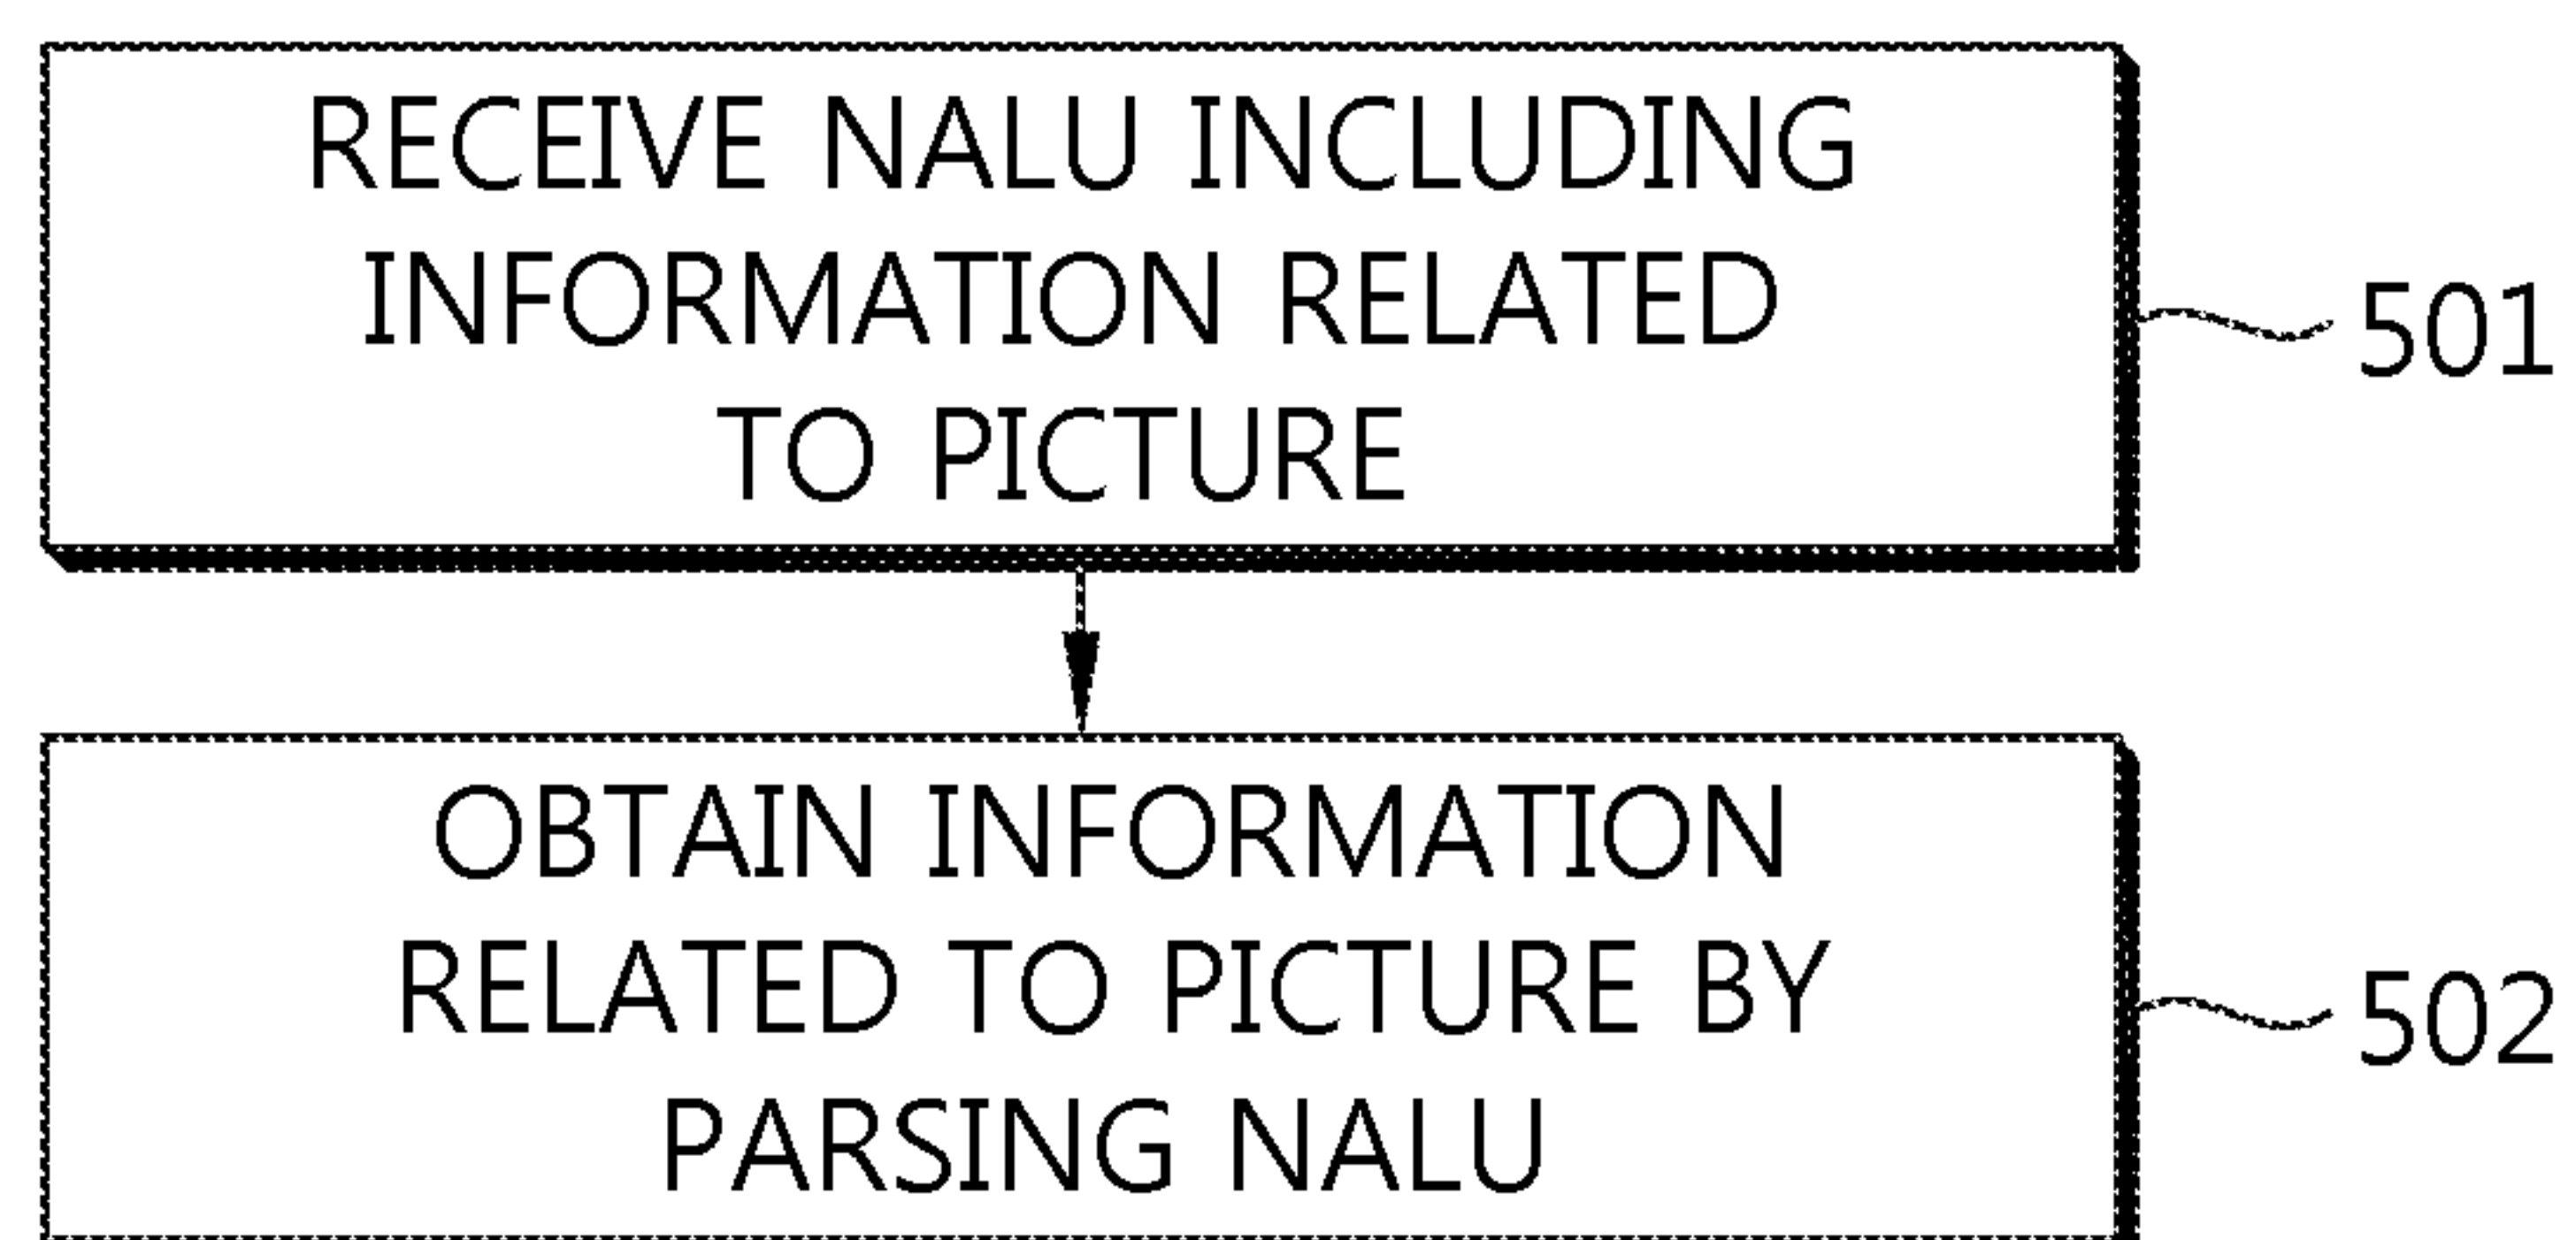 RECEIVE NALU INCLUDING
INFORMATION RELATED
TO PICTURE
501
OBTAIN INFORMATION
RELATED TO PICTURE BY
PARSING NALU
502